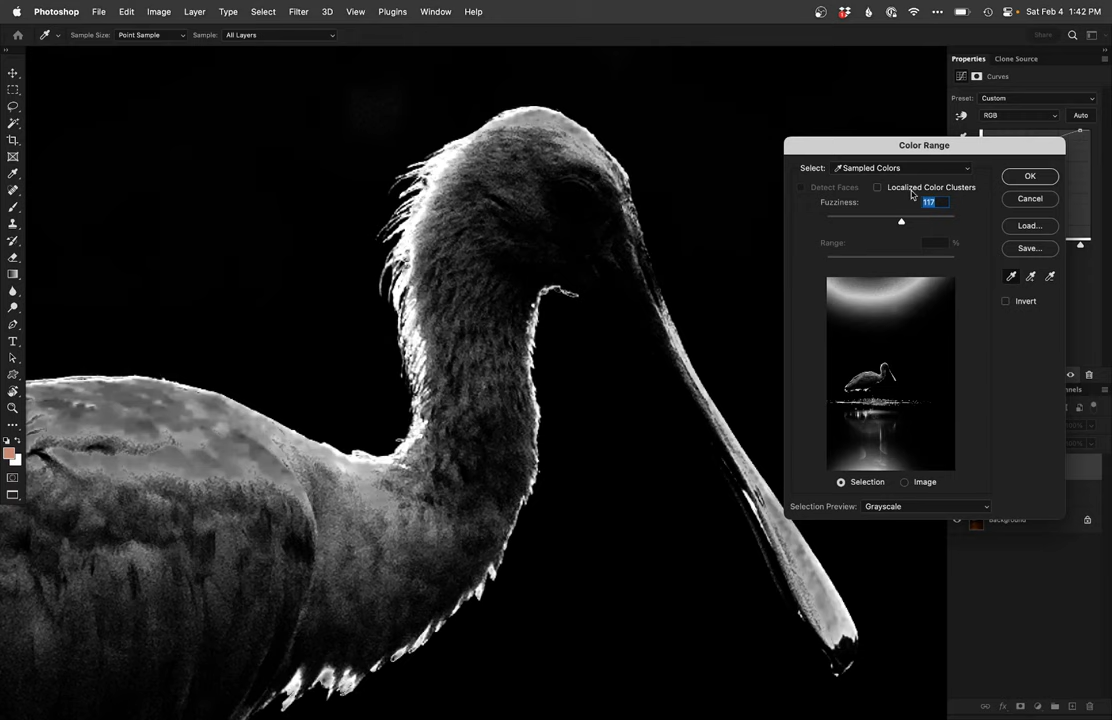 Photoshop File Edit Image Layer Type Select Filter 3D View Plugins Window Help Sat Feb 4 1:42 PM
Sample Size: Point Sample Sample: All Layers Share
Properties Clone Source
Curves
Preset: Custom
RGB Auto
Color Range
Select: Sampled Colors OK
Detect Faces Localized Color Clusters
Fuzziness: 117 Cancel
Load...
Range: % Save...
Invert
Selection Image
Selection Preview: Grayscale
Background